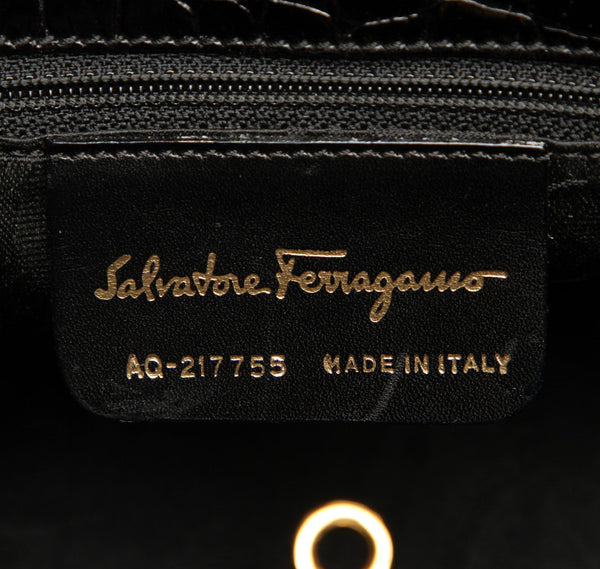 Salvatore Ferragamo
AQ-217755 MADE IN ITALY